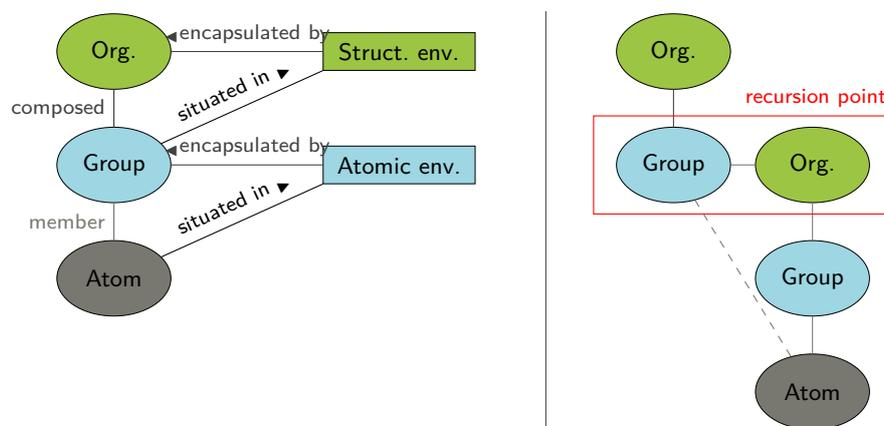 Org.
encapsulated by
Struct. env.
composed
situated in
Group
encapsulated by
Atomic env.
member
situated in
Atom
Org.
recursion point
Group
Org.
Group
Atom